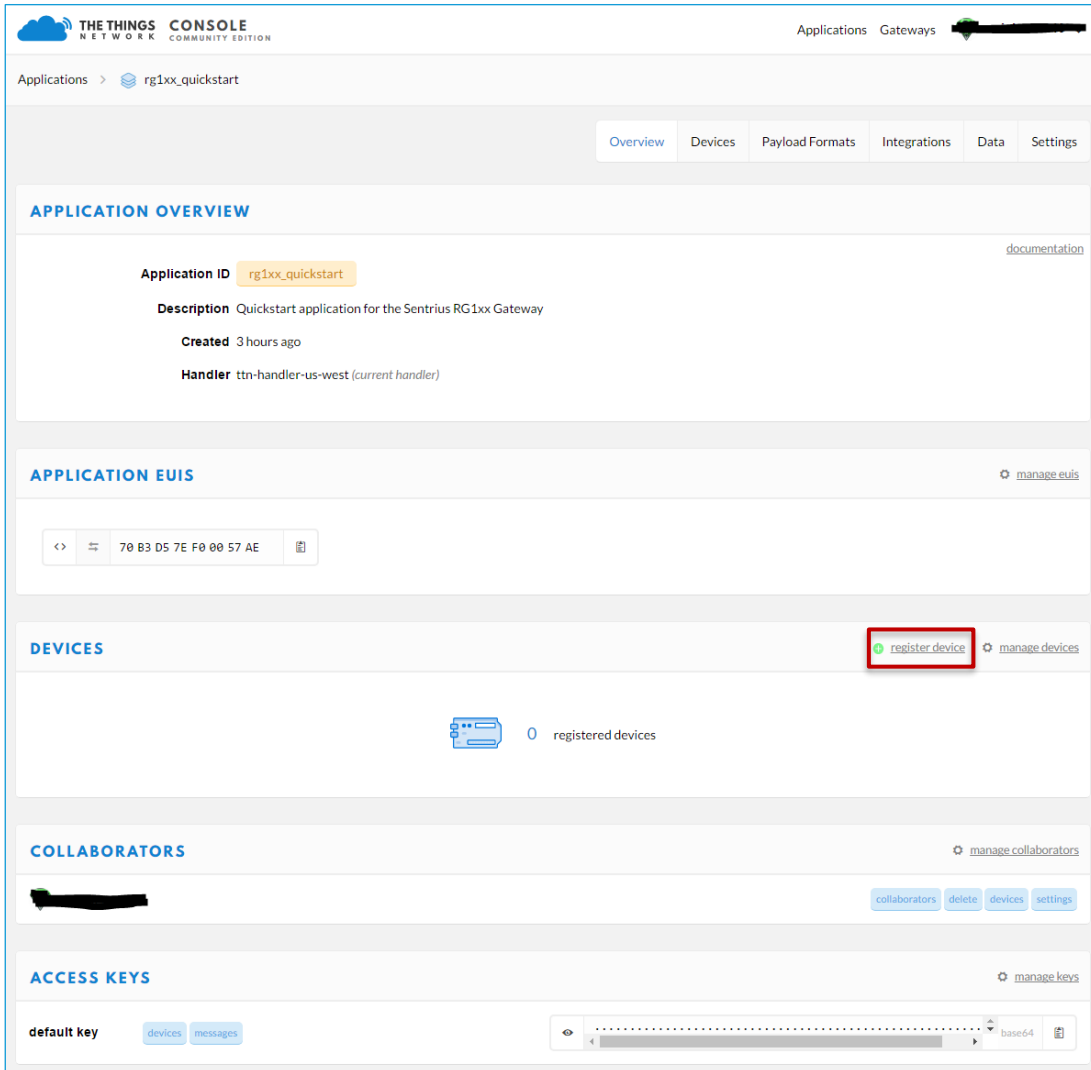 THE THINGS NETWORK CONSOLE COMMUNITY EDITION
Applications Gateways
Applications > rg1xx_quickstart
Overview Devices Payload Formats Integrations Data Settings
APPLICATION OVERVIEW
documentation
Application ID rg1xx_quickstart
Description Quickstart application for the Sentrius RG1xx Gateway
Created 3 hours ago
Handler ttn-handler-us-west (current handler)
APPLICATION EUIS
manage euis
<> 70 B3 D5 7E F0 00 57 AE
DEVICES
register device manage devices
0 registered devices
COLLABORATORS
manage collaborators
collaborators delete devices settings
ACCESS KEYS
manage keys
default key devices messages base64